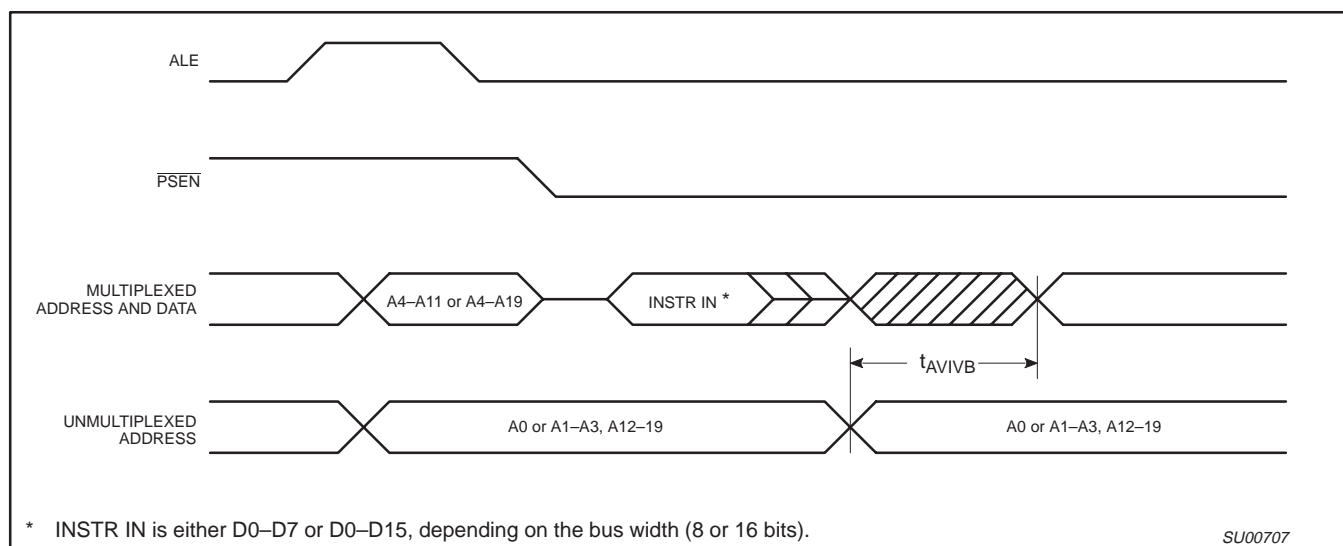 ALE
PSEN
MULTIPLEXED
ADDRESS AND DATA
A4–A11 or A4–A19
INSTR IN *
tAVIVB
UNMULTIPLEXED
ADDRESS
A0 or A1–A3, A12–19
A0 or A1–A3, A12–19
* INSTR IN is either D0–D7 or D0–D15, depending on the bus width (8 or 16 bits).
SU00707